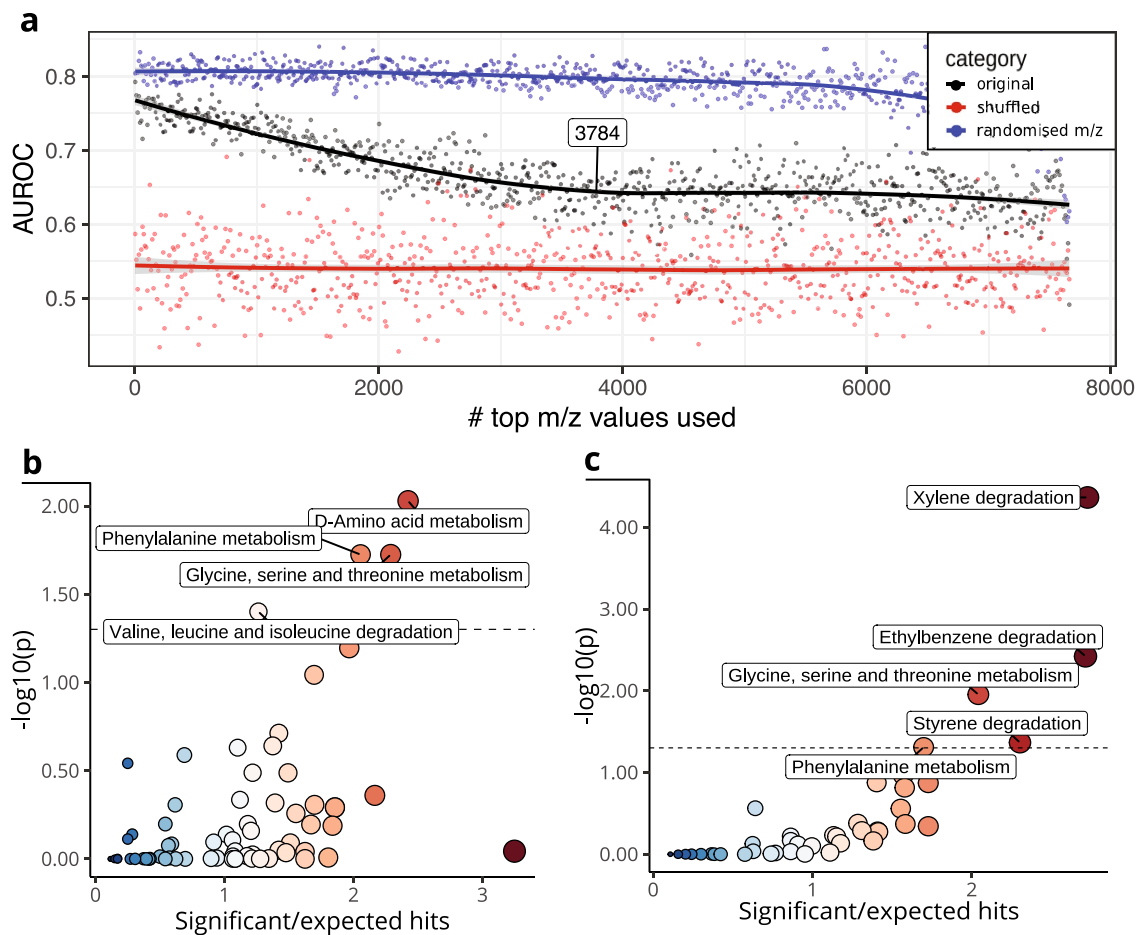 a
AUROC
0.8
0.7
0.6
0.5
3784
category
original
shuffled
randomised m/z
0
2000
4000
6000
8000
# top m/z values used
b
-log10(p)
2.00
1.50
1.00
0.50
0.00
D-Amino acid metabolism
Phenylalanine metabolism
Glycine, serine and threonine metabolism
Valine, leucine and isoleucine degradation
0
1
2
3
Significant/expected hits
c
-log10(p)
4.00
3.00
2.00
1.00
0.00
Xylene degradation
Ethylbenzene degradation
Glycine, serine and threonine metabolism
Styrene degradation
Phenylalanine metabolism
0
1
2
Significant/expected hits